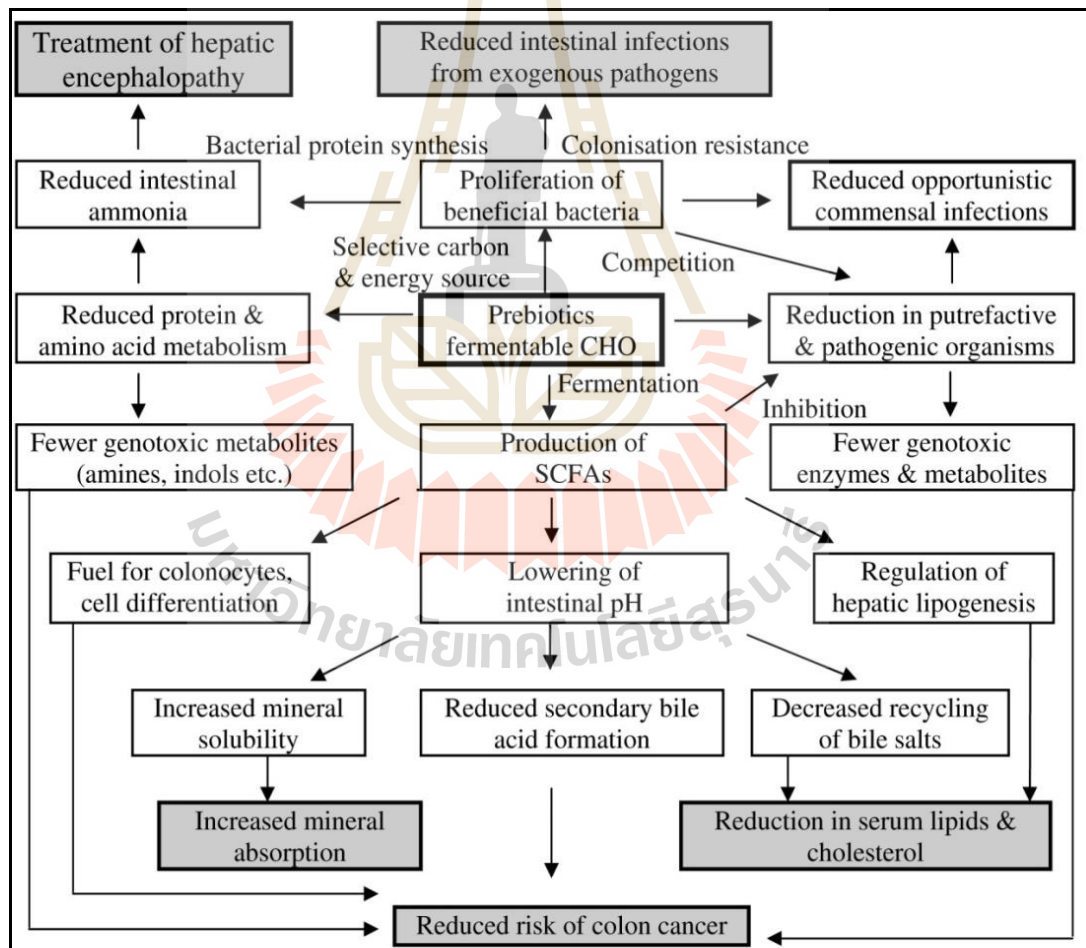 Treatment of hepatic
encephalopathy
Reduced intestinal infections
from exogenous pathogens
Bacterial protein synthesis
Colonisation resistance
Reduced intestinal
ammonia
Proliferation of
beneficial bacteria
Reduced opportunistic
commensal infections
Selective carbon
& energy source
Competition
Reduced protein &
amino acid metabolism
Prebiotics
fermentable CHO
Reduction in putrefactive
& pathogenic organisms
Fermentation
Inhibition
Fewer genotoxic metabolites
(amines, indols etc.)
Production of
SCFAs
Fewer genotoxic
enzymes & metabolites
Fuel for colonocytes,
cell differentiation
Lowering of
intestinal pH
Regulation of
hepatic lipogenesis
มหาวิทยาลัยเทคโนโลยีสุรนารี
Increased mineral
solubility
Reduced secondary bile
acid formation
Decreased recycling
of bile salts
Increased mineral
absorption
Reduction in serum lipids &
cholesterol
Reduced risk of colon cancer